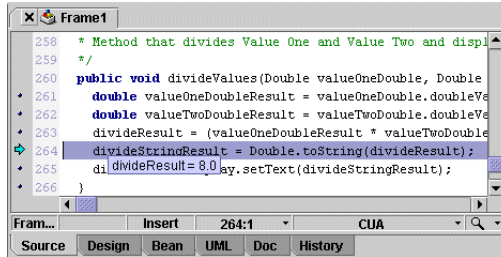 Frame1
258 * Method that divides Value One and Value Two and displ
259 */
260 public void divideValues(Double valueOneDouble, Double
261 double valueOneDoubleResult = valueOneDouble.doubleVa
262 double valueTwoDoubleResult = valueTwoDouble.doubleVa
263 divideResult = (valueOneDoubleResult * valueTwoDouble
264 divideStringResult = Double.toString(divideResult);
265 di ay.setText(divideStringResult);
divideResult = 8.0
266 }
Fram... Insert 264:1 CUA
Source Design Bean UML Doc History